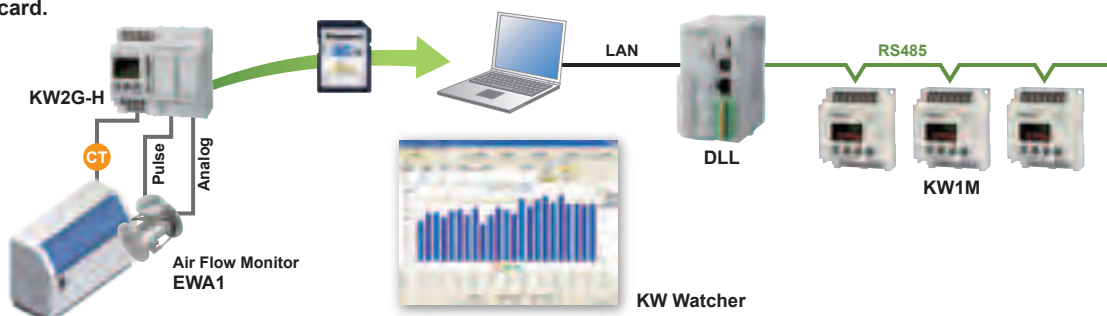 card.
LAN
RS485
KW2G-H
CT
Pulse
Analog
DLL
KW1M
Air Flow Monitor
EWA1
KW Watcher